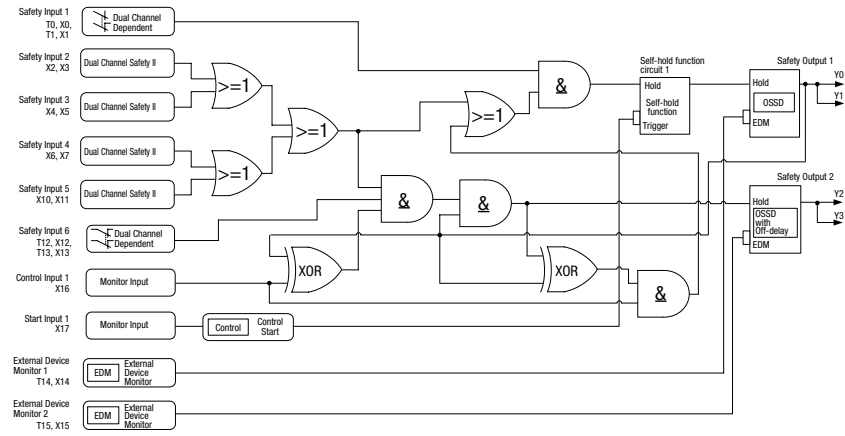 Safety Input 1
T0, X0,
T1, X1
Dual Channel
Dependent
Safety Input 2
X2, X3
Dual Channel Safety II
Safety Input 3
X4, X5
Dual Channel Safety II
Safety Input 4
X6, X7
Dual Channel Safety II
Safety Input 5
X10, X11
Dual Channel Safety II
Safety Input 6
T12, X12,
T13, X13
Dual Channel
Dependent
Control Input 1
X16
Monitor Input
Start Input 1
X17
Monitor Input
Control
Control
Start
External Device
Monitor 1
T14, X14
EDM
External
Device
Monitor
External Device
Monitor 2
T15, X15
EDM
External
Device
Monitor
>=1
>=1
>=1
>=1
&
&
&
&
XOR
XOR
Self-hold function
circuit 1
Hold
Self-hold
function
Trigger
Safety Output 1
Hold
OSSD
EDM
Y0
Y1
Safety Output 2
Hold
OSSD
with
Off-delay
EDM
Y2
Y3